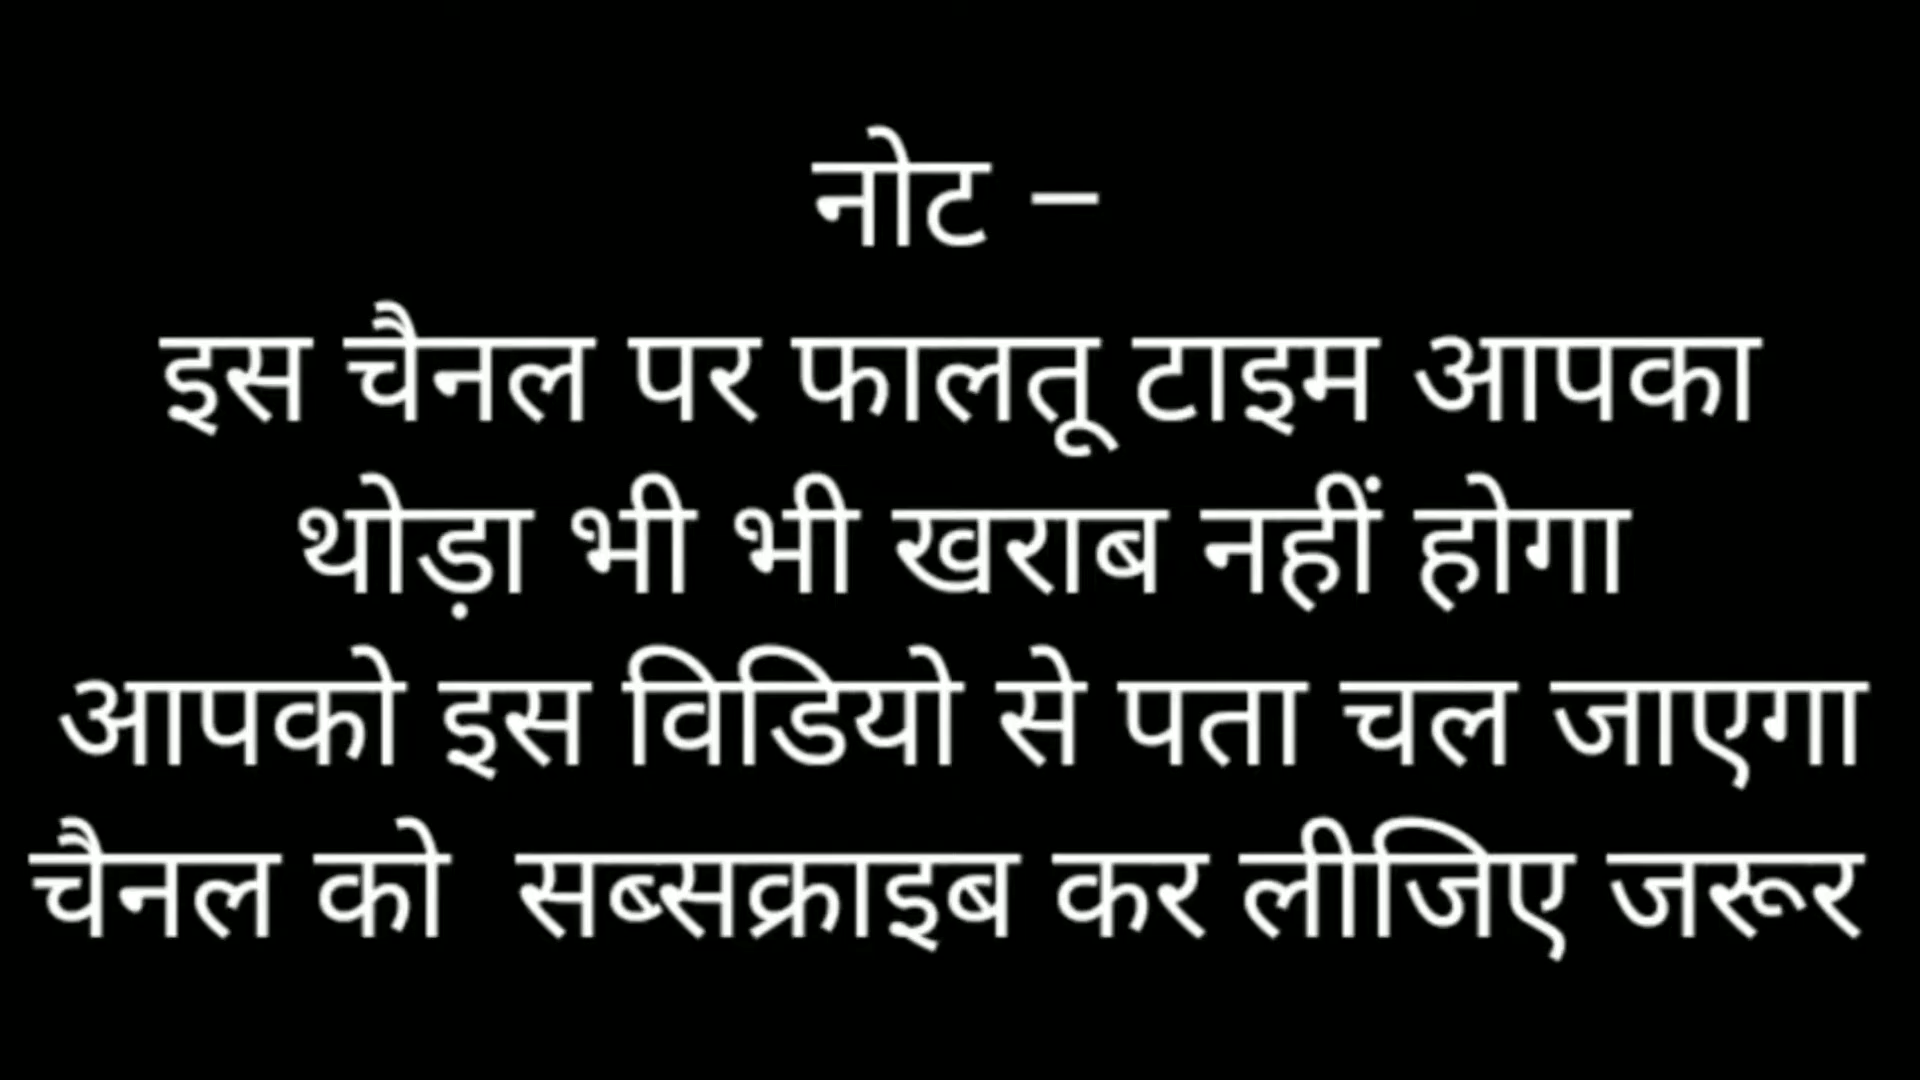 नोट –
इस चैनल पर फालतू टाइम आपका
थोड़ा भी भी खराब नहीं होगा
आपको इस विडियो से पता चल जाएगा
चैनल को  सब्सक्राइब कर लीजिए जरूर